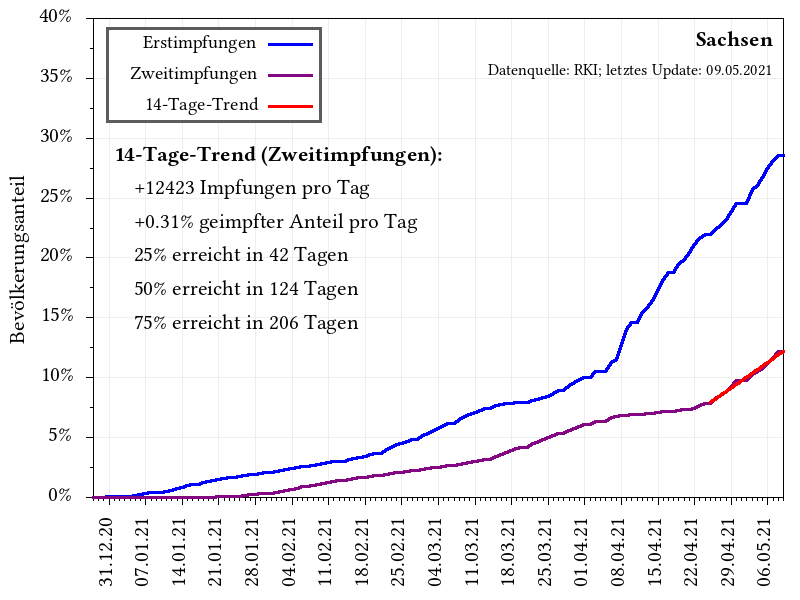 40%
35%
30%
25%
20%
15%
10%
5%
0%
Bevölkerungsanteil
Erstimpfungen
Zweitimpfungen
14-Tage-Trend
Sachsen
Datenquelle: RKI; letztes Update: 09.05.2021
14-Tage-Trend (Zweitimpfungen):
+12423 Impfungen pro Tag
+0.31% geimpfter Anteil pro Tag
25% erreicht in 42 Tagen
50% erreicht in 124 Tagen
75% erreicht in 206 Tagen
31.12.20
07.01.21
14.01.21
21.01.21
28.01.21
04.02.21
11.02.21
18.02.21
25.02.21
04.03.21
11.03.21
18.03.21
25.03.21
01.04.21
08.04.21
15.04.21
22.04.21
29.04.21
06.05.21